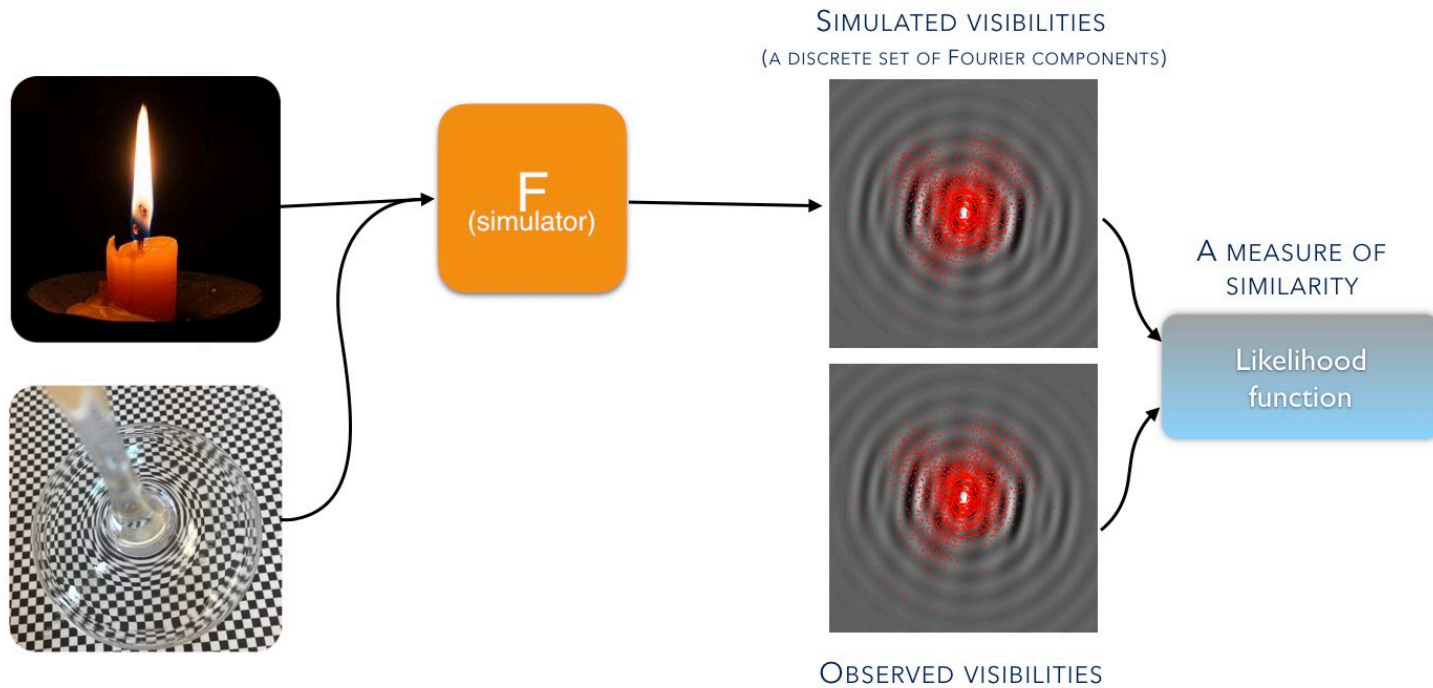 SIMULATED VISIBILITIES
(A DISCRETE SET OF FOURIER COMPONENTS)
F
(simulator)
A MEASURE OF
SIMILARITY
Likelihood
function
OBSERVED VISIBILITIES